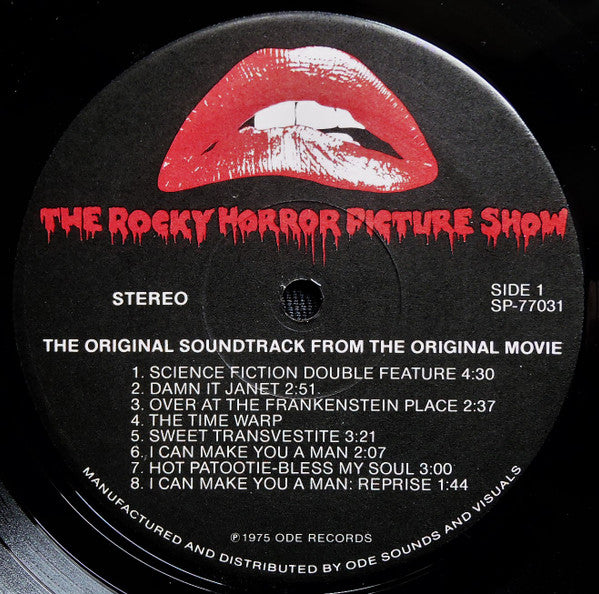 THE ROCKY HORROR PICTURE SHOW
STEREO
SIDE 1
SP-77031
THE ORIGINAL SOUNDTRACK FROM THE ORIGINAL MOVIE
1. SCIENCE FICTION DOUBLE FEATURE 4:30
2. DAMN IT JANET 2:51
3. OVER AT THE FRANKENSTEIN PLACE 2:37
4. THE TIME WARP
5. SWEET TRANSVESTITE 3:21
6. I CAN MAKE YOU A MAN 2:07
7. HOT PATOOTIE-BLESS MY SOUL 3:00
8. I CAN MAKE YOU A MAN: REPRISE 1:44
℗1975 ODE RECORDS
MANUFACTURED AND DISTRIBUTED BY ODE SOUNDS AND VISUALS